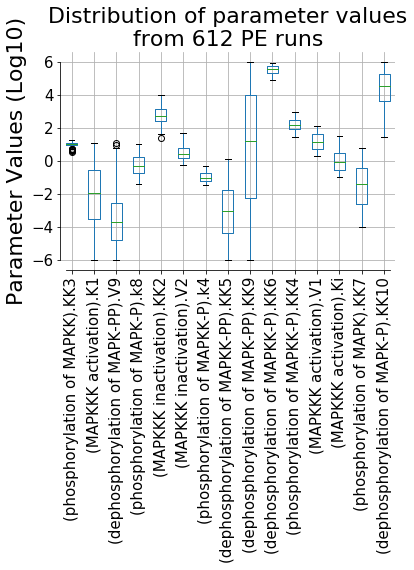 Distribution of parameter values
from 612 PE runs
Parameter Values (Log10)
6
4
2
0
−2
−4
−6
(phosphorylation of MAPKK).KK3
(MAPKKK activation).K1
(dephosphorylation of MAPK-PP).V9
(phosphorylation of MAPK-P).k8
(MAPKKK inactivation).KK2
(MAPKKK inactivation).V2
(phosphorylation of MAPKK-P).k4
(dephosphorylation of MAPKK-PP).KK5
(dephosphorylation of MAPK-PP).KK9
(dephosphorylation of MAPKK-P).KK6
(phosphorylation of MAPKK-P).KK4
(MAPKKK activation).V1
(MAPKKK activation).Ki
(phosphorylation of MAPK).KK7
(dephosphorylation of MAPK-P).KK10